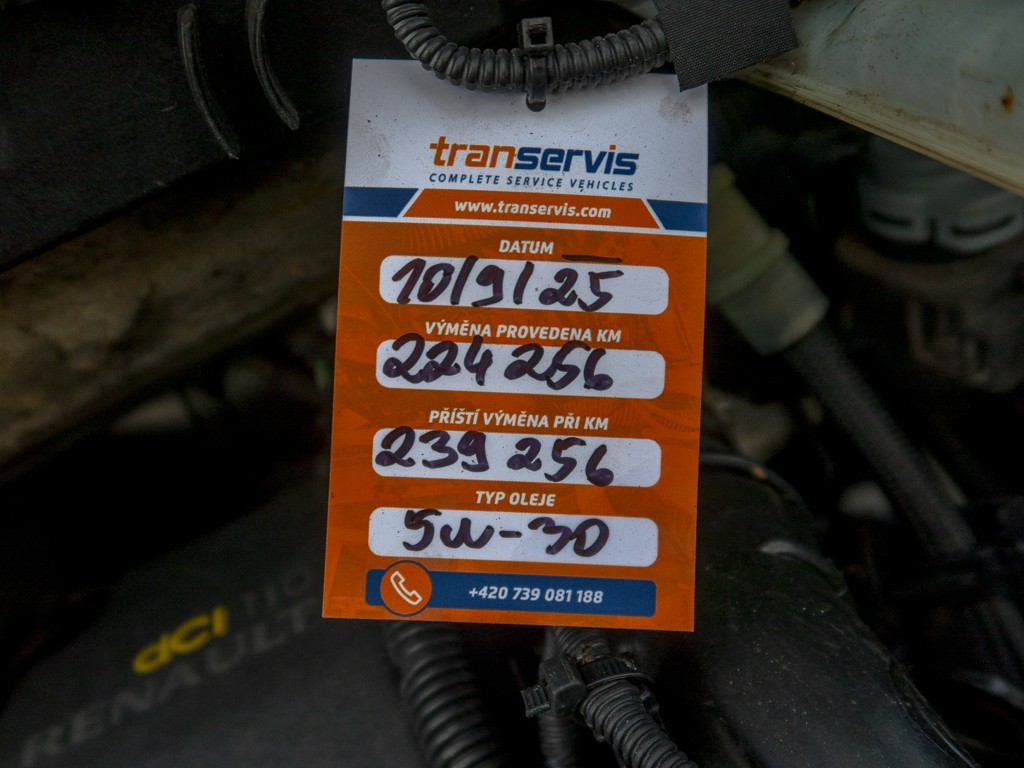 transervis
COMPLETE SERVICE VEHICLES
www.transervis.com
DATUM
10/9/25
VÝMĚNA PROVEDENA KM
224 256
PŘÍŠTÍ VÝMĚNA PŘI KM
239 256
TYP OLEJE
5W-30
+420 739 081 188
dCI 110
RENAULT